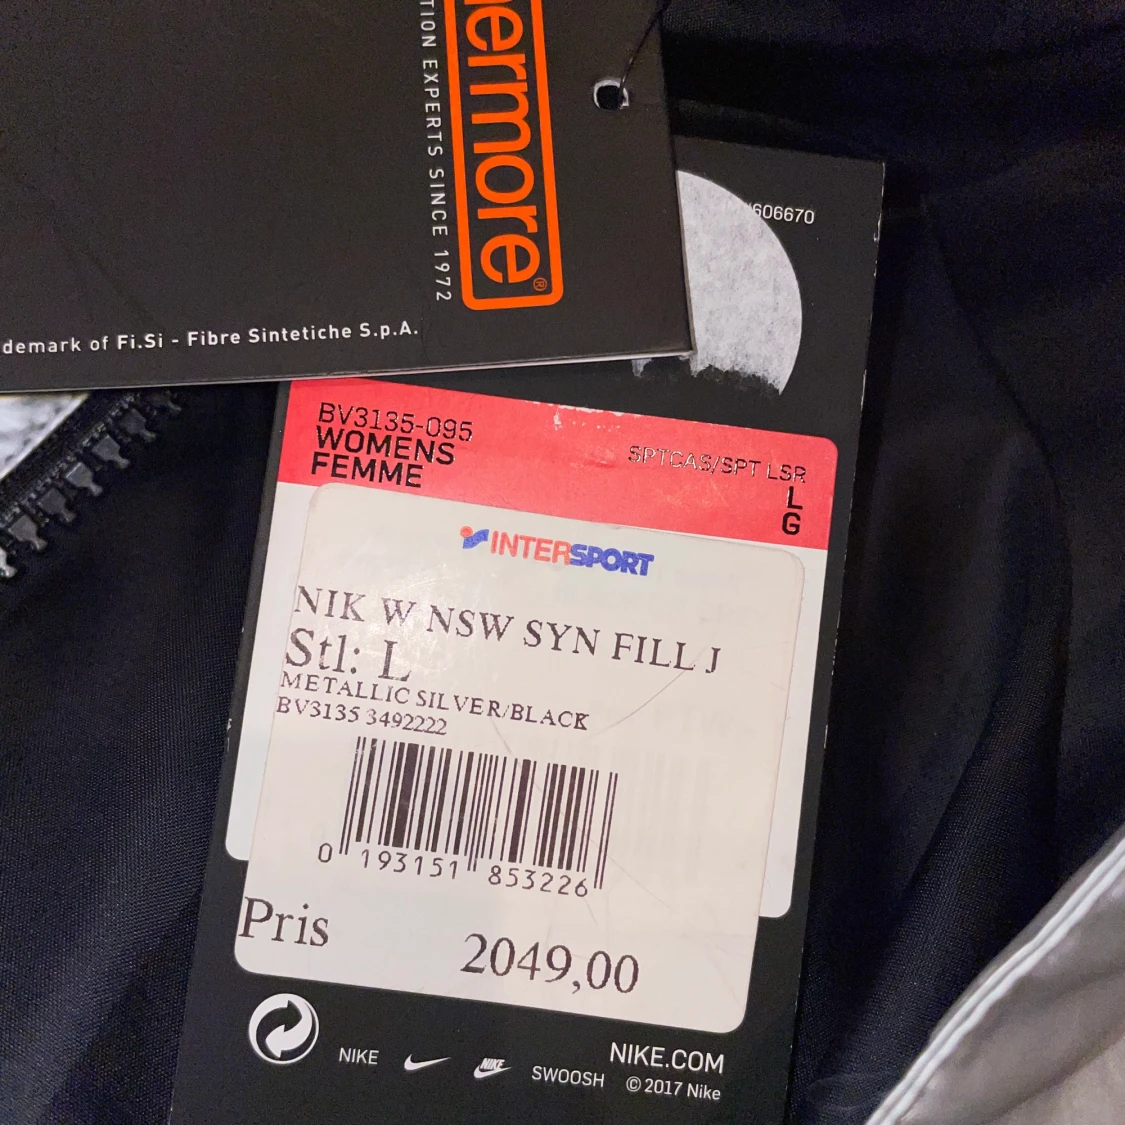 hermore®
TION EXPERTS SINCE 1972
demark of Fi.Si - Fibre Sintetiche S.p.A.
606670
BV3135-095
WOMENS
FEMME
SPTCAS/SPT LSR
L
G
INTERSPORT
NIK W NSW SYN FILL J
Stl: L
METALLIC SILVER/BLACK
BV3135 3492222
0 193151 853226
Pris 2049,00
NIKE NIKE SWOOSH
NIKE.COM
© 2017 Nike